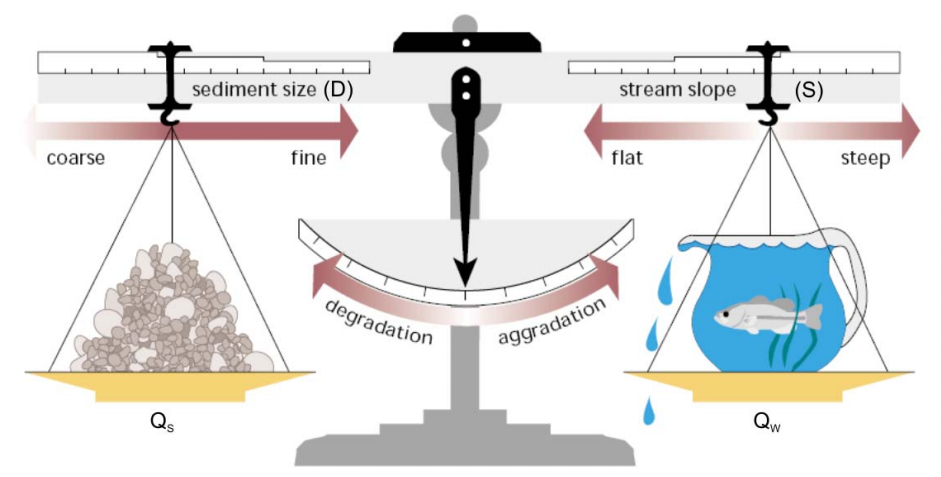 sediment size (D)
stream slope (S)
coarse
fine
flat
steep
degradation
aggradation
Qs
Qw